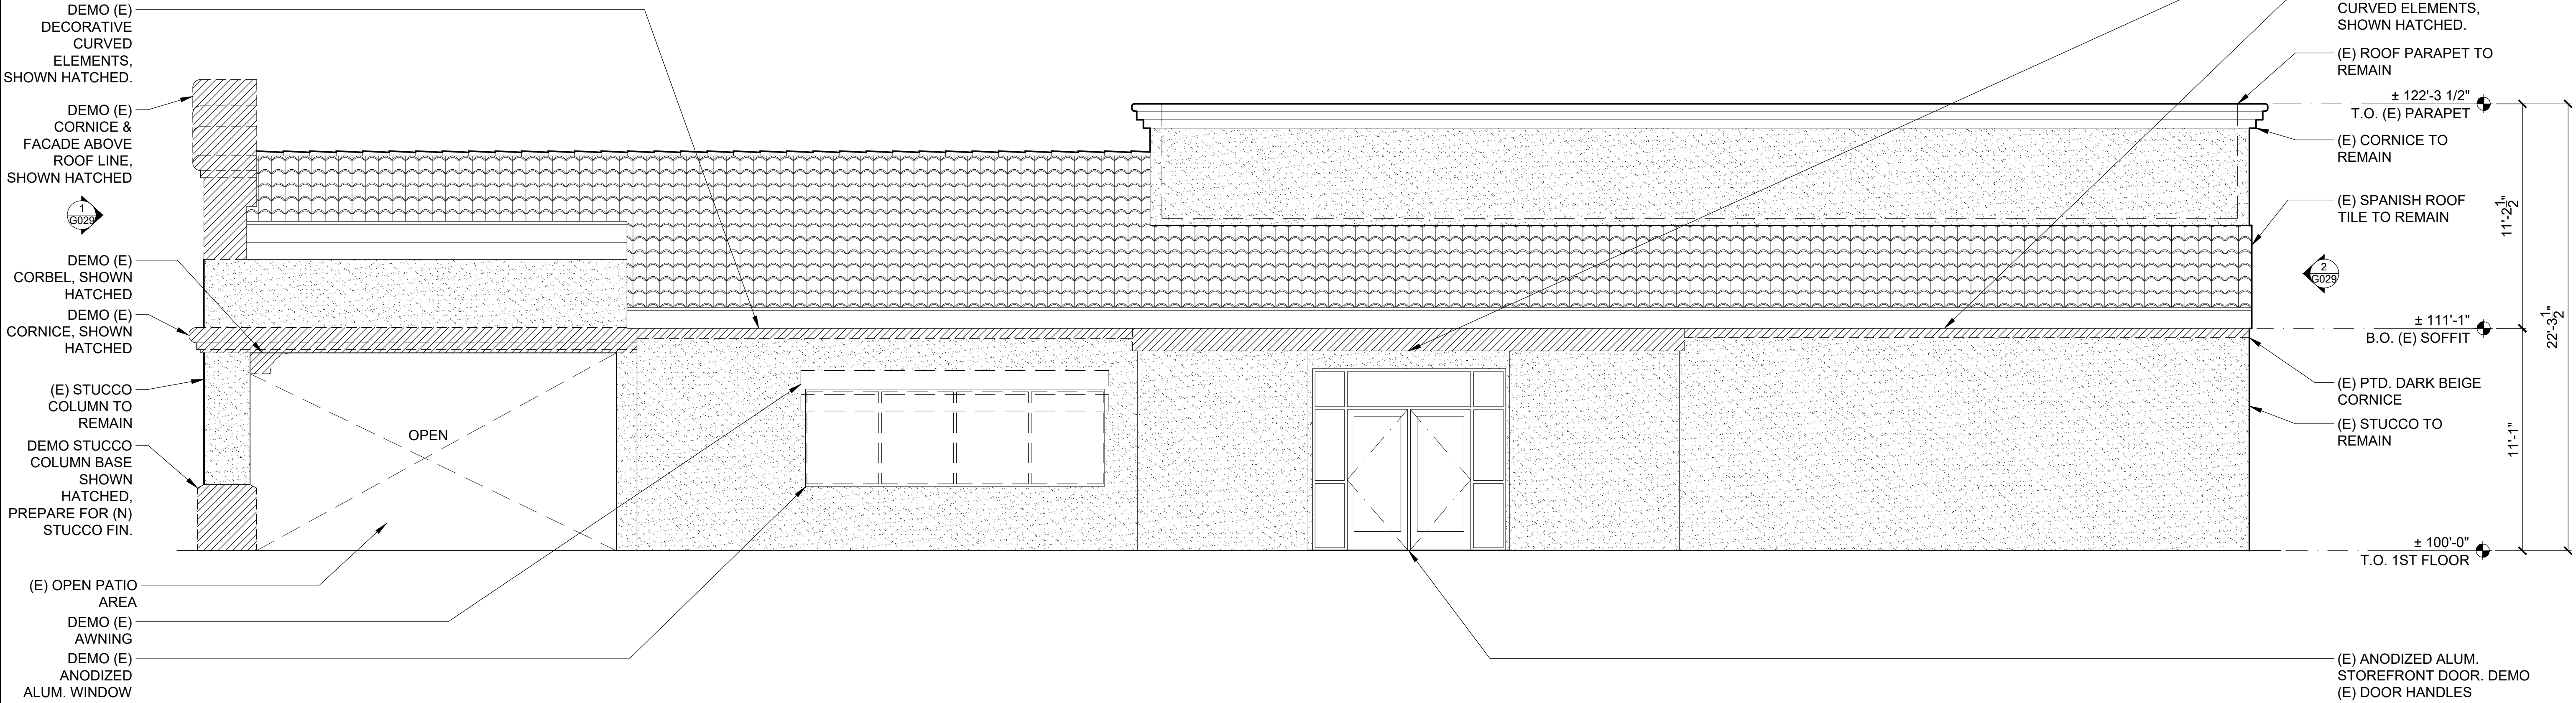 DEMO (E)
DECORATIVE
CURVED
ELEMENTS,
SHOWN HATCHED.
DEMO (E)
CORNICE &
FACADE ABOVE
ROOF LINE,
SHOWN HATCHED
1
G029
DEMO (E)
CORBEL, SHOWN
HATCHED
DEMO (E)
CORNICE, SHOWN
HATCHED
(E) STUCCO
COLUMN TO
REMAIN
DEMO STUCCO
COLUMN BASE
SHOWN
HATCHED,
PREPARE FOR (N)
STUCCO FIN.
(E) OPEN PATIO
AREA
DEMO (E)
AWNING
DEMO (E)
ANODIZED
ALUM. WINDOW
OPEN
CURVED ELEMENTS,
SHOWN HATCHED.
(E) ROOF PARAPET TO
REMAIN
± 122'-3 1/2"
T.O. (E) PARAPET
(E) CORNICE TO
REMAIN
(E) SPANISH ROOF
TILE TO REMAIN
2
G029
± 111'-1"
B.O. (E) SOFFIT
(E) PTD. DARK BEIGE
CORNICE
(E) STUCCO TO
REMAIN
± 100'-0"
T.O. 1ST FLOOR
(E) ANODIZED ALUM.
STOREFRONT DOOR. DEMO
(E) DOOR HANDLES
11'-2 1/2"
11'-1"
22'-3 1/2"